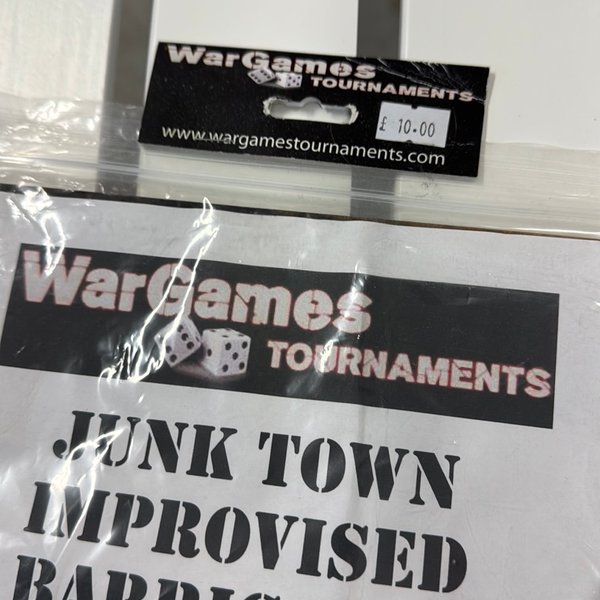 WarGames
TOURNAMENTS
£ 10.00
www.wargamestournaments.com
WarGames
TOURNAMENTS
JUNK TOWN
IMPROVISED